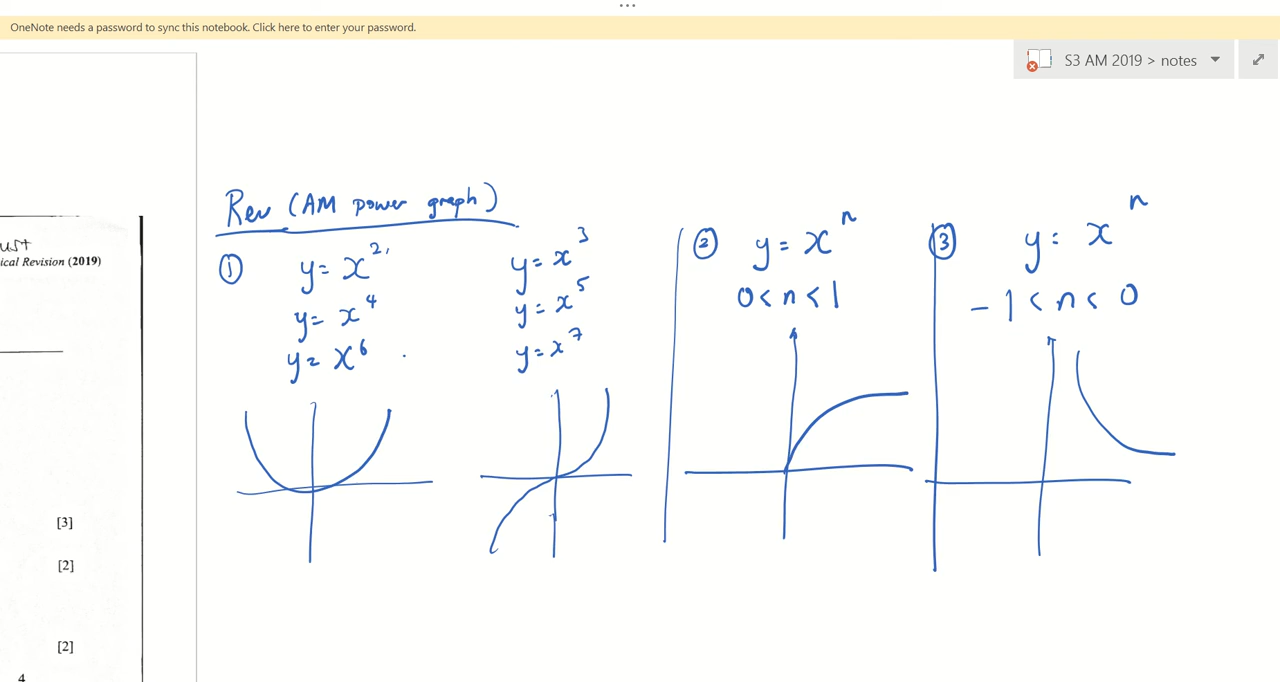 OneNote needs a password to sync this notebook. Click here to enter your password.
S3 AM 2019 > notes
ust
ical Revision (2019)
[3]
[2]
[2]
4
Rev (AM power graph)
① y = x²
y = x⁴
y = x⁶
y = x³
y = x⁵
y = x⁷
② y = xⁿ
0 < n < 1
③ y = xⁿ
- 1 < n < 0